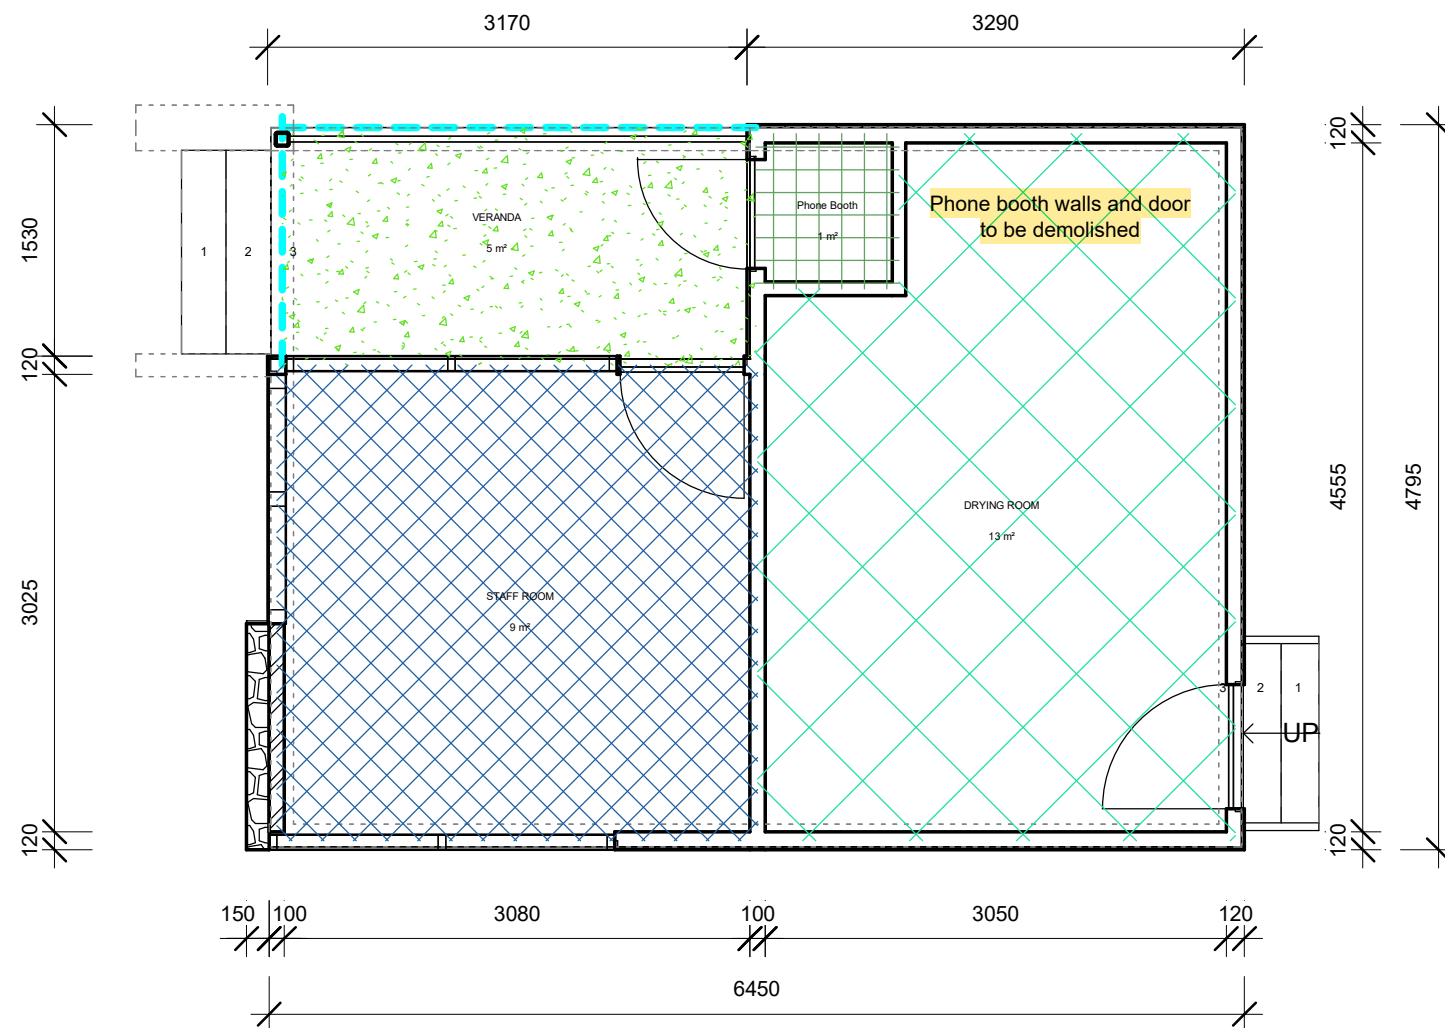 3170
3290
120
1530
120
3025
120
1
2
3
VERANDA
5 m²
Phone Booth
1 m²
Phone booth walls and door
to be demolished
DRYING ROOM
13 m²
STAFF ROOM
9 m²
3
2
1
UP
120
4555
120
4795
150
100
3080
100
3050
120
6450